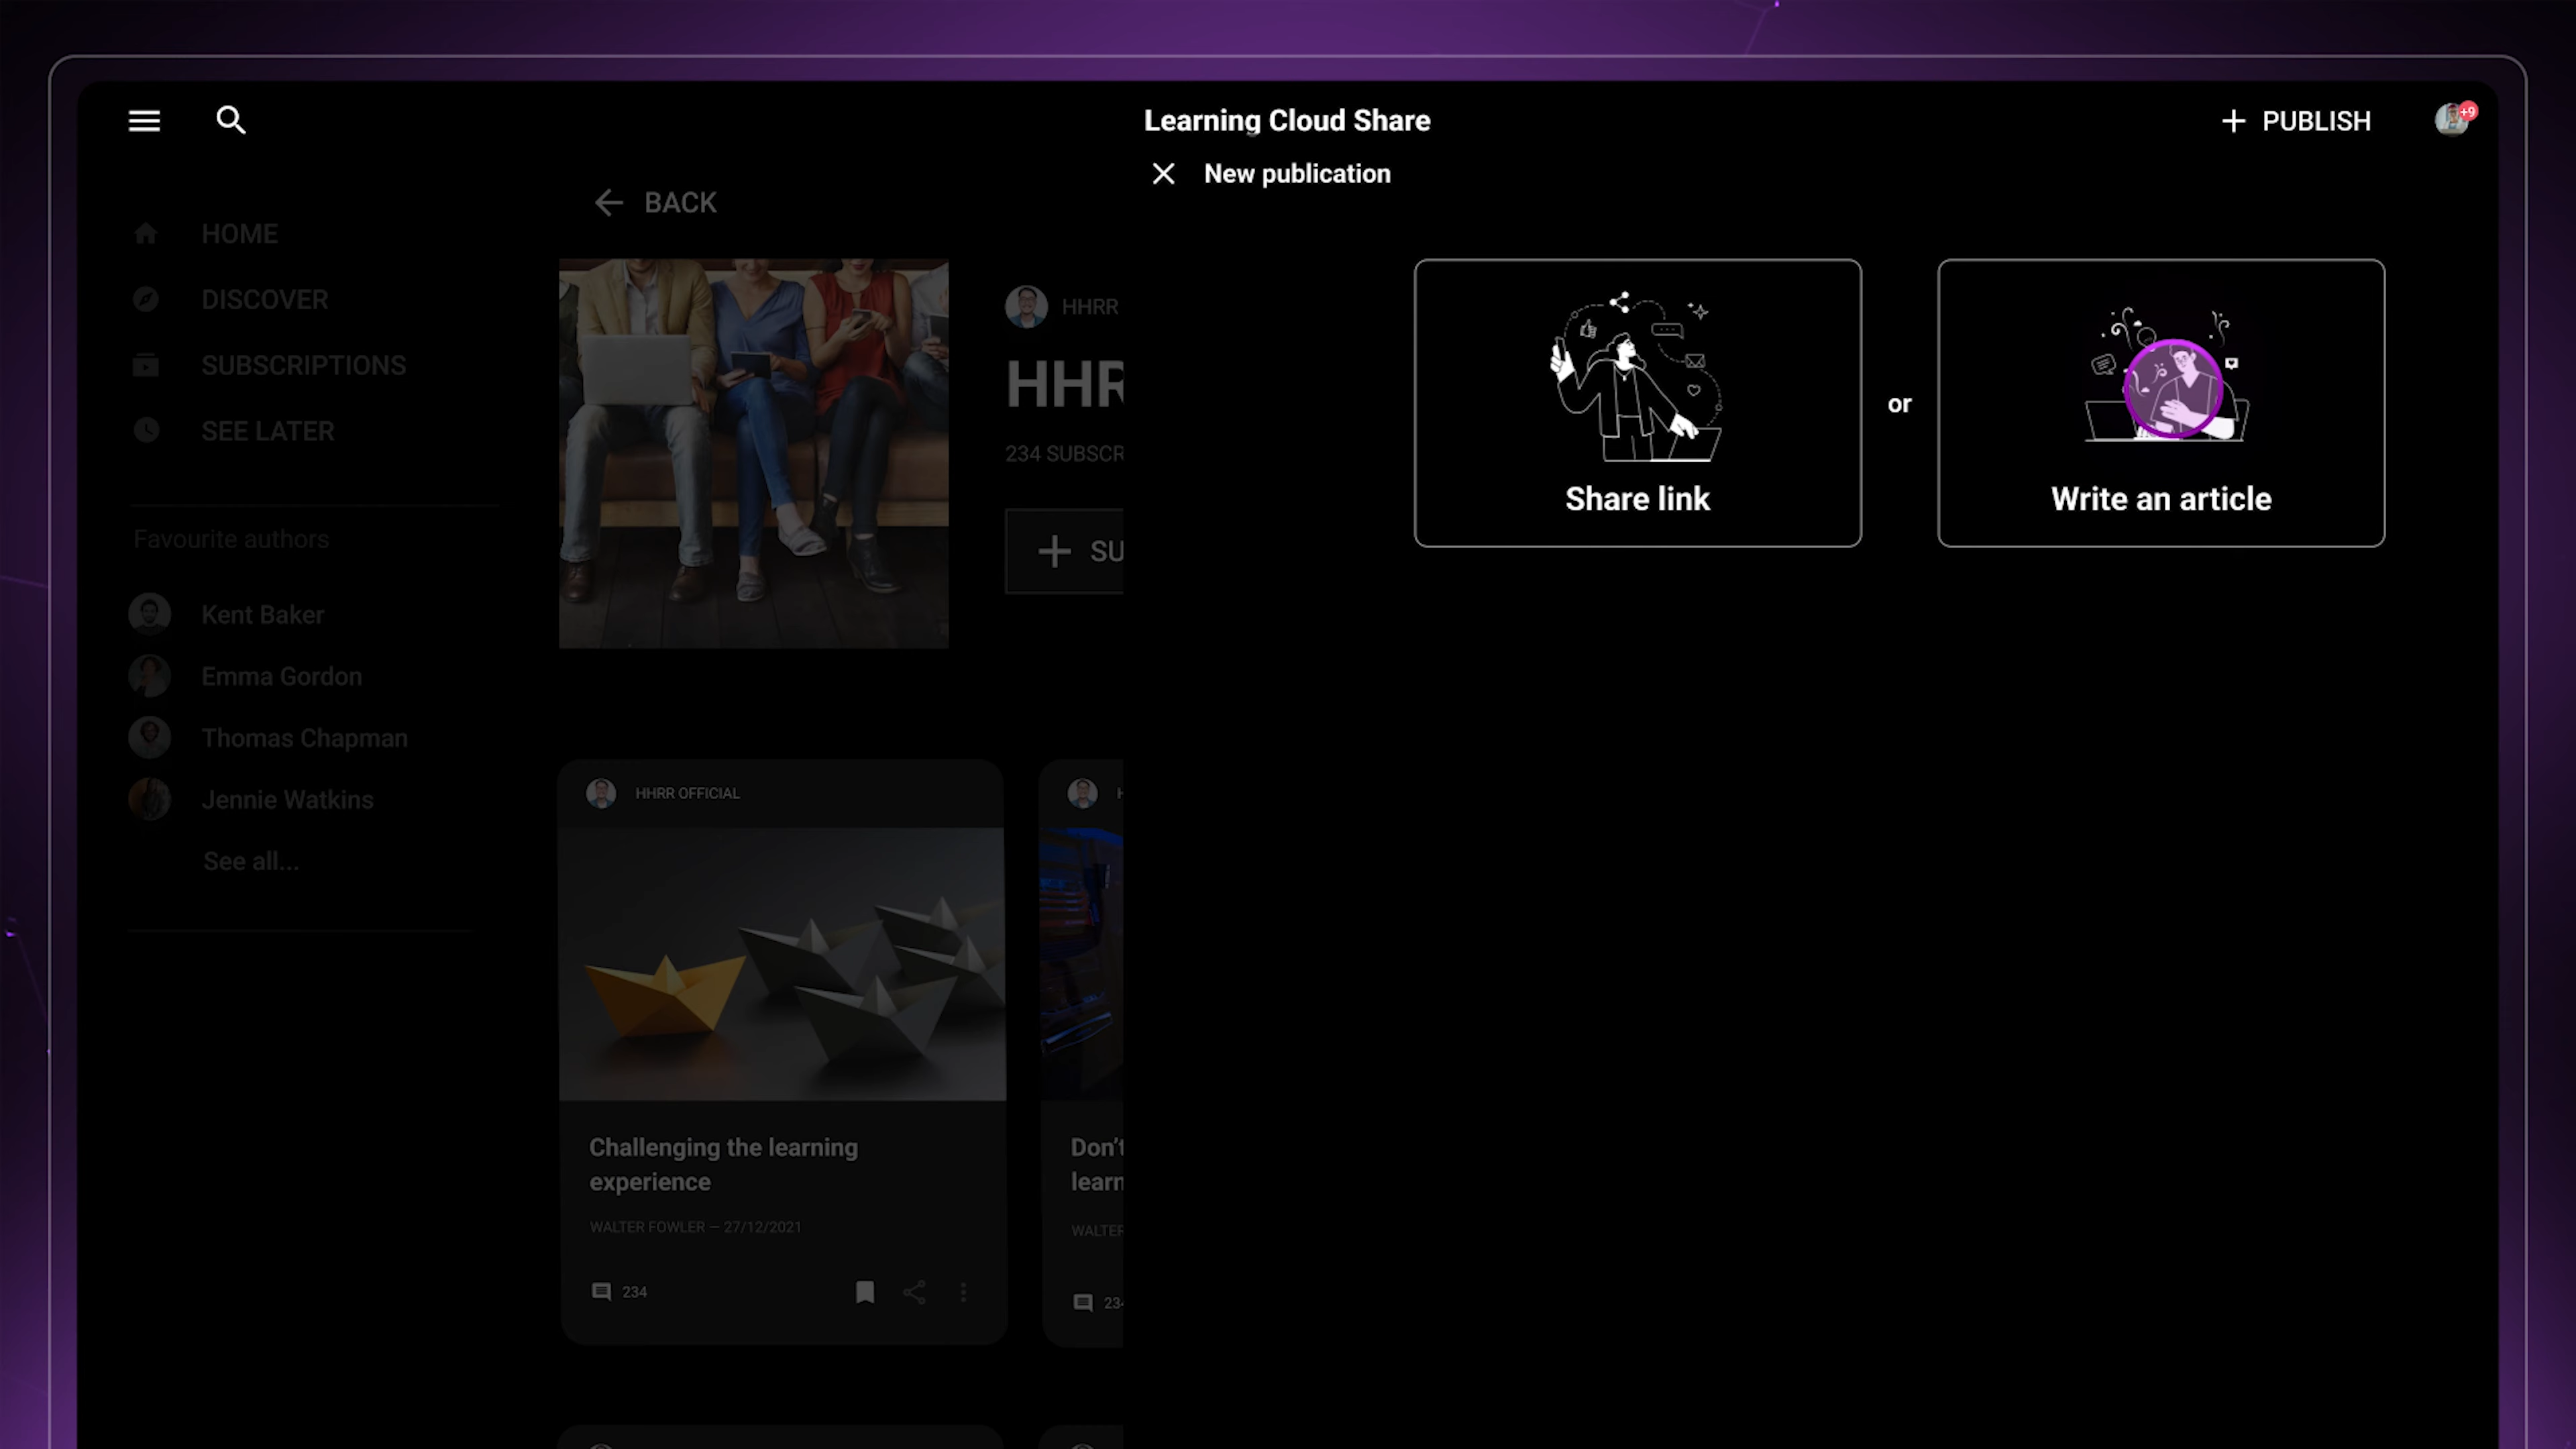 Learning Cloud Share
+ PUBLISH
+9
New publication
BACK
HOME
DISCOVER
SUBSCRIPTIONS
SEE LATER
Favourite authors
Kent Baker
Emma Gordon
Thomas Chapman
Jennie Watkins
See all...
HHRR
HHR
234 SUBSCR
+ SU
Share link
or
Write an article
HHRR OFFICIAL
Challenging the learning
experience
WALTER FOWLER – 27/12/2021
234
H
Don't
learn
WALTER
234